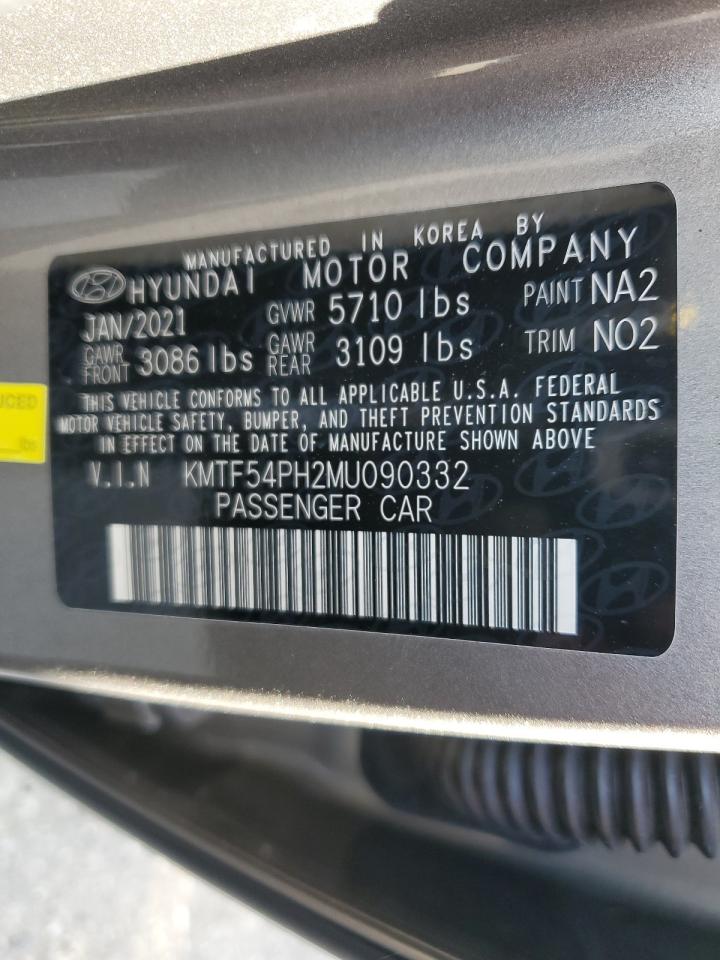 MANUFACTURED IN KOREA BY
HYUNDAI MOTOR COMPANY
JAN/2021 GVWR 5710 lbs PAINT NA2
GAWR FRONT 3086 lbs GAWR REAR 3109 lbs TRIM NO2
THIS VEHICLE CONFORMS TO ALL APPLICABLE U.S.A. FEDERAL
MOTOR VEHICLE SAFETY, BUMPER, AND THEFT PREVENTION STANDARDS
IN EFFECT ON THE DATE OF MANUFACTURE SHOWN ABOVE
V.I.N KMTF54PH2MU090332
PASSENGER CAR
UCED
lbs